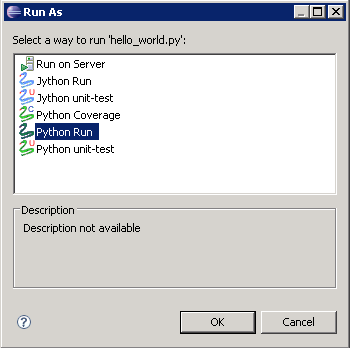 Run As
Select a way to run 'hello_world.py':
Run on Server
Jython Run
Jython unit-test
Python Coverage
Python Run
Python unit-test
Description
Description not available
?
OK
Cancel